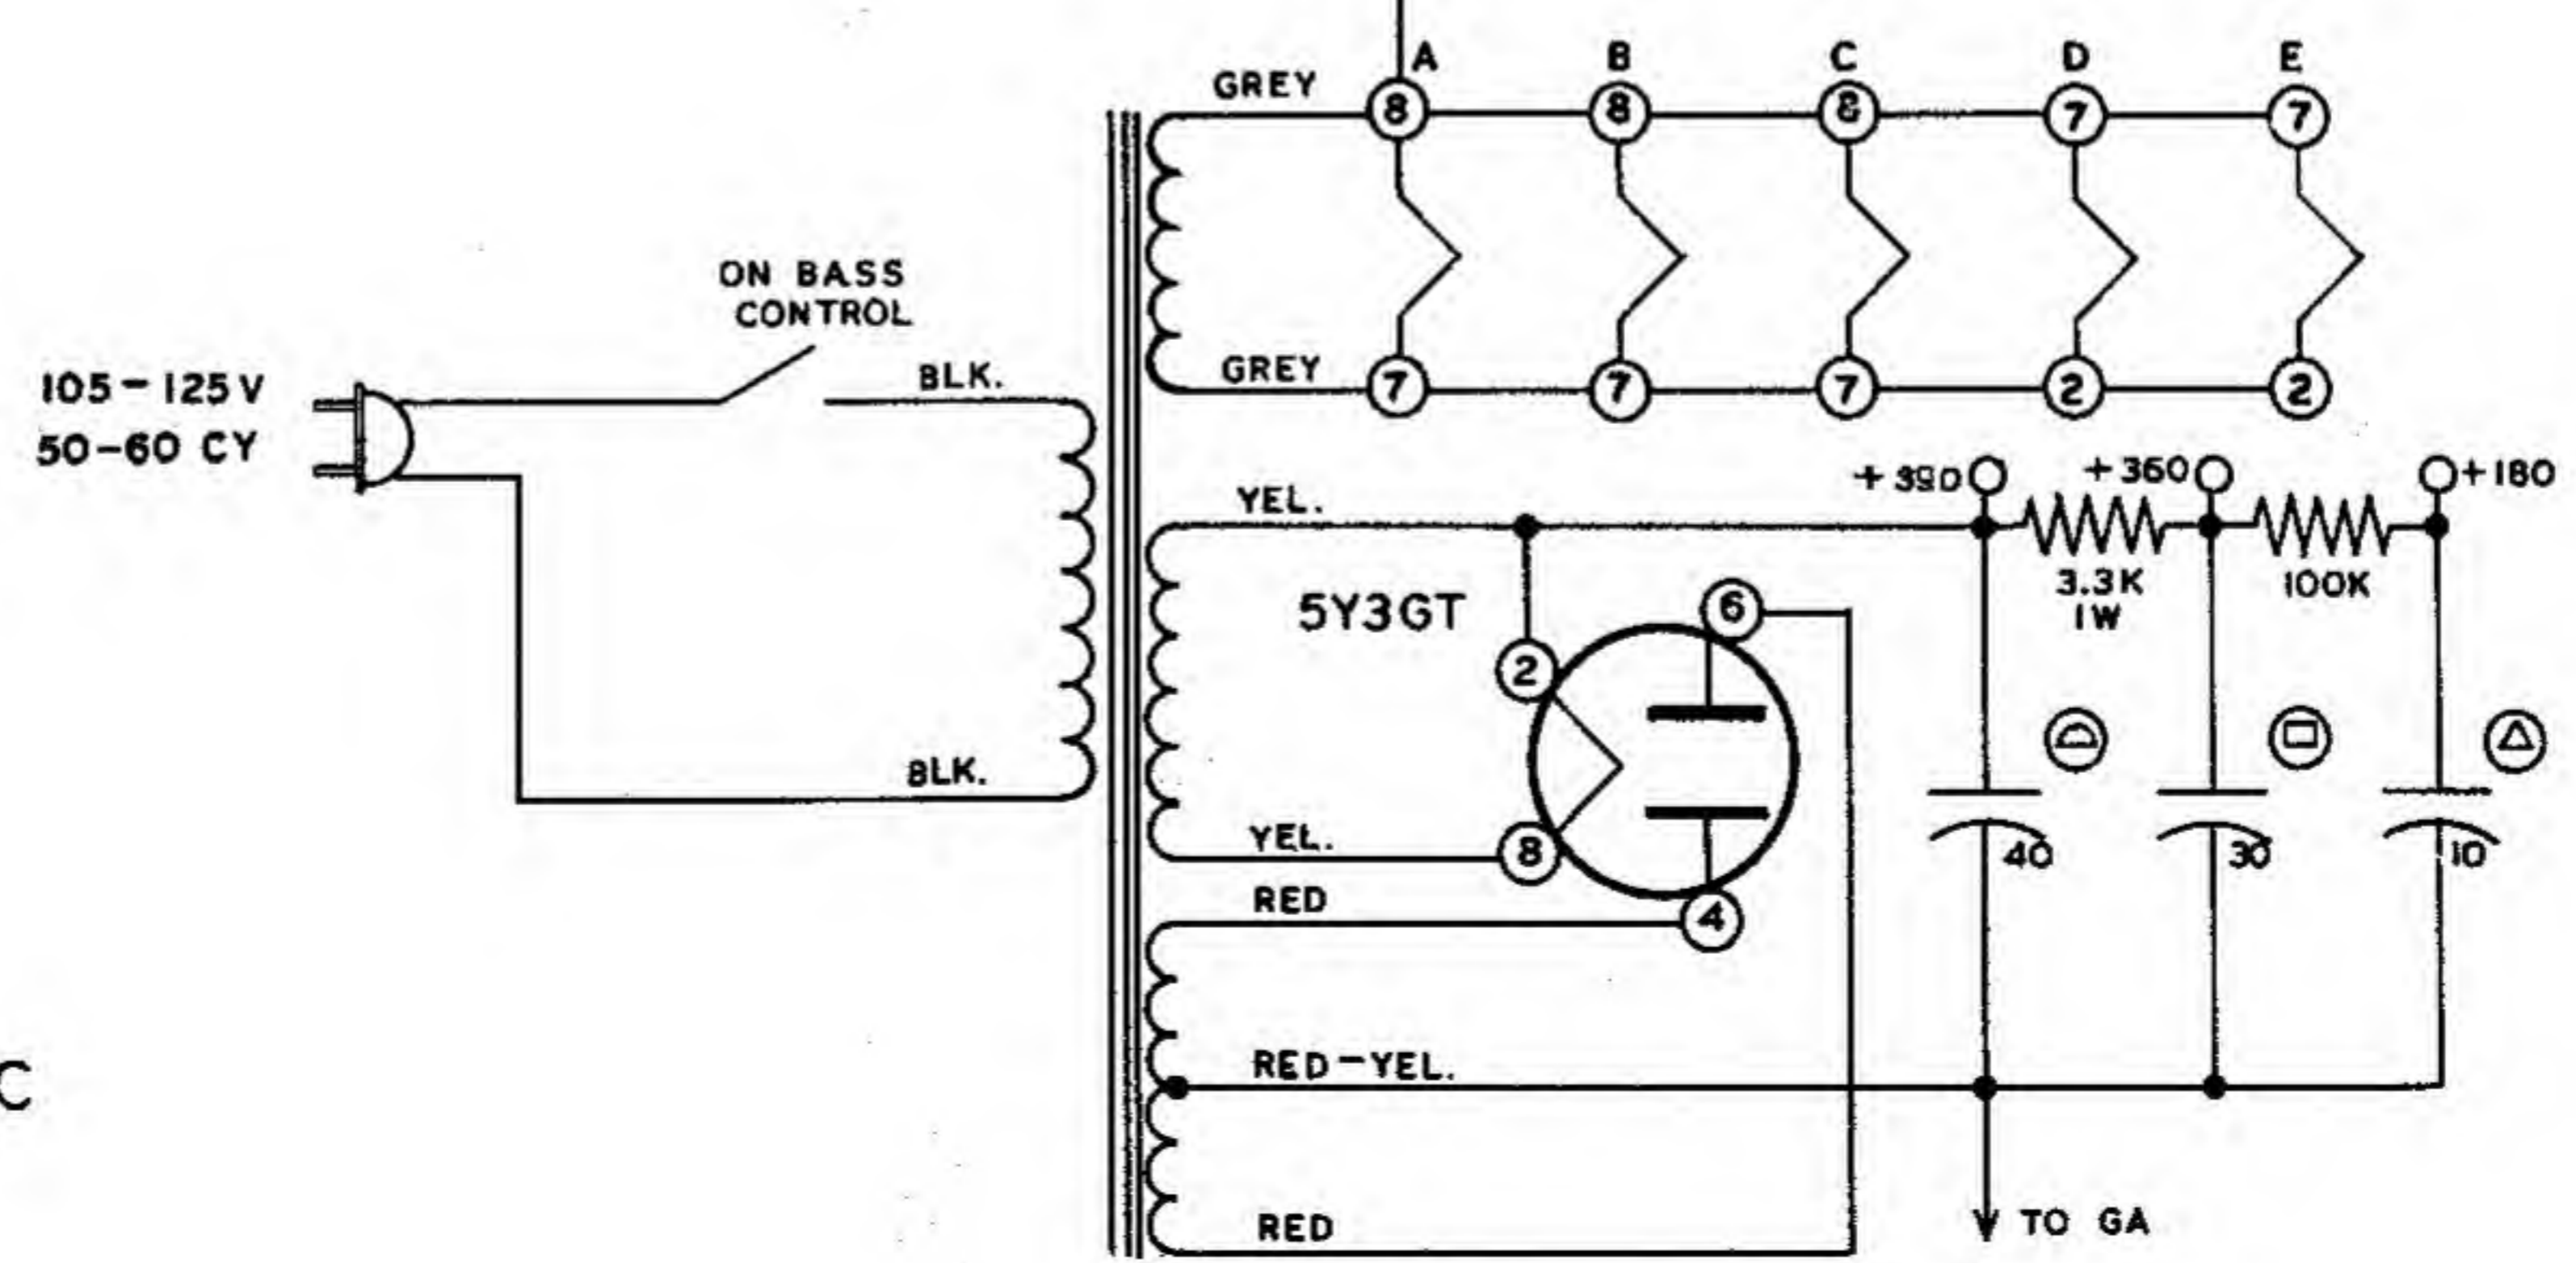 A B C D E
GREY 8 8 8 7 7
ON BASS
CONTROL
105-125V
50-60 CY
BLK.
GREY 7 7 7 2 2
YEL.
+390 +360 +180
5Y3GT
3.3K
1W
100K
6
2
BLK.
YEL. 8
40 30 10
RED 4
RED-YEL.
C
RED
TO GA